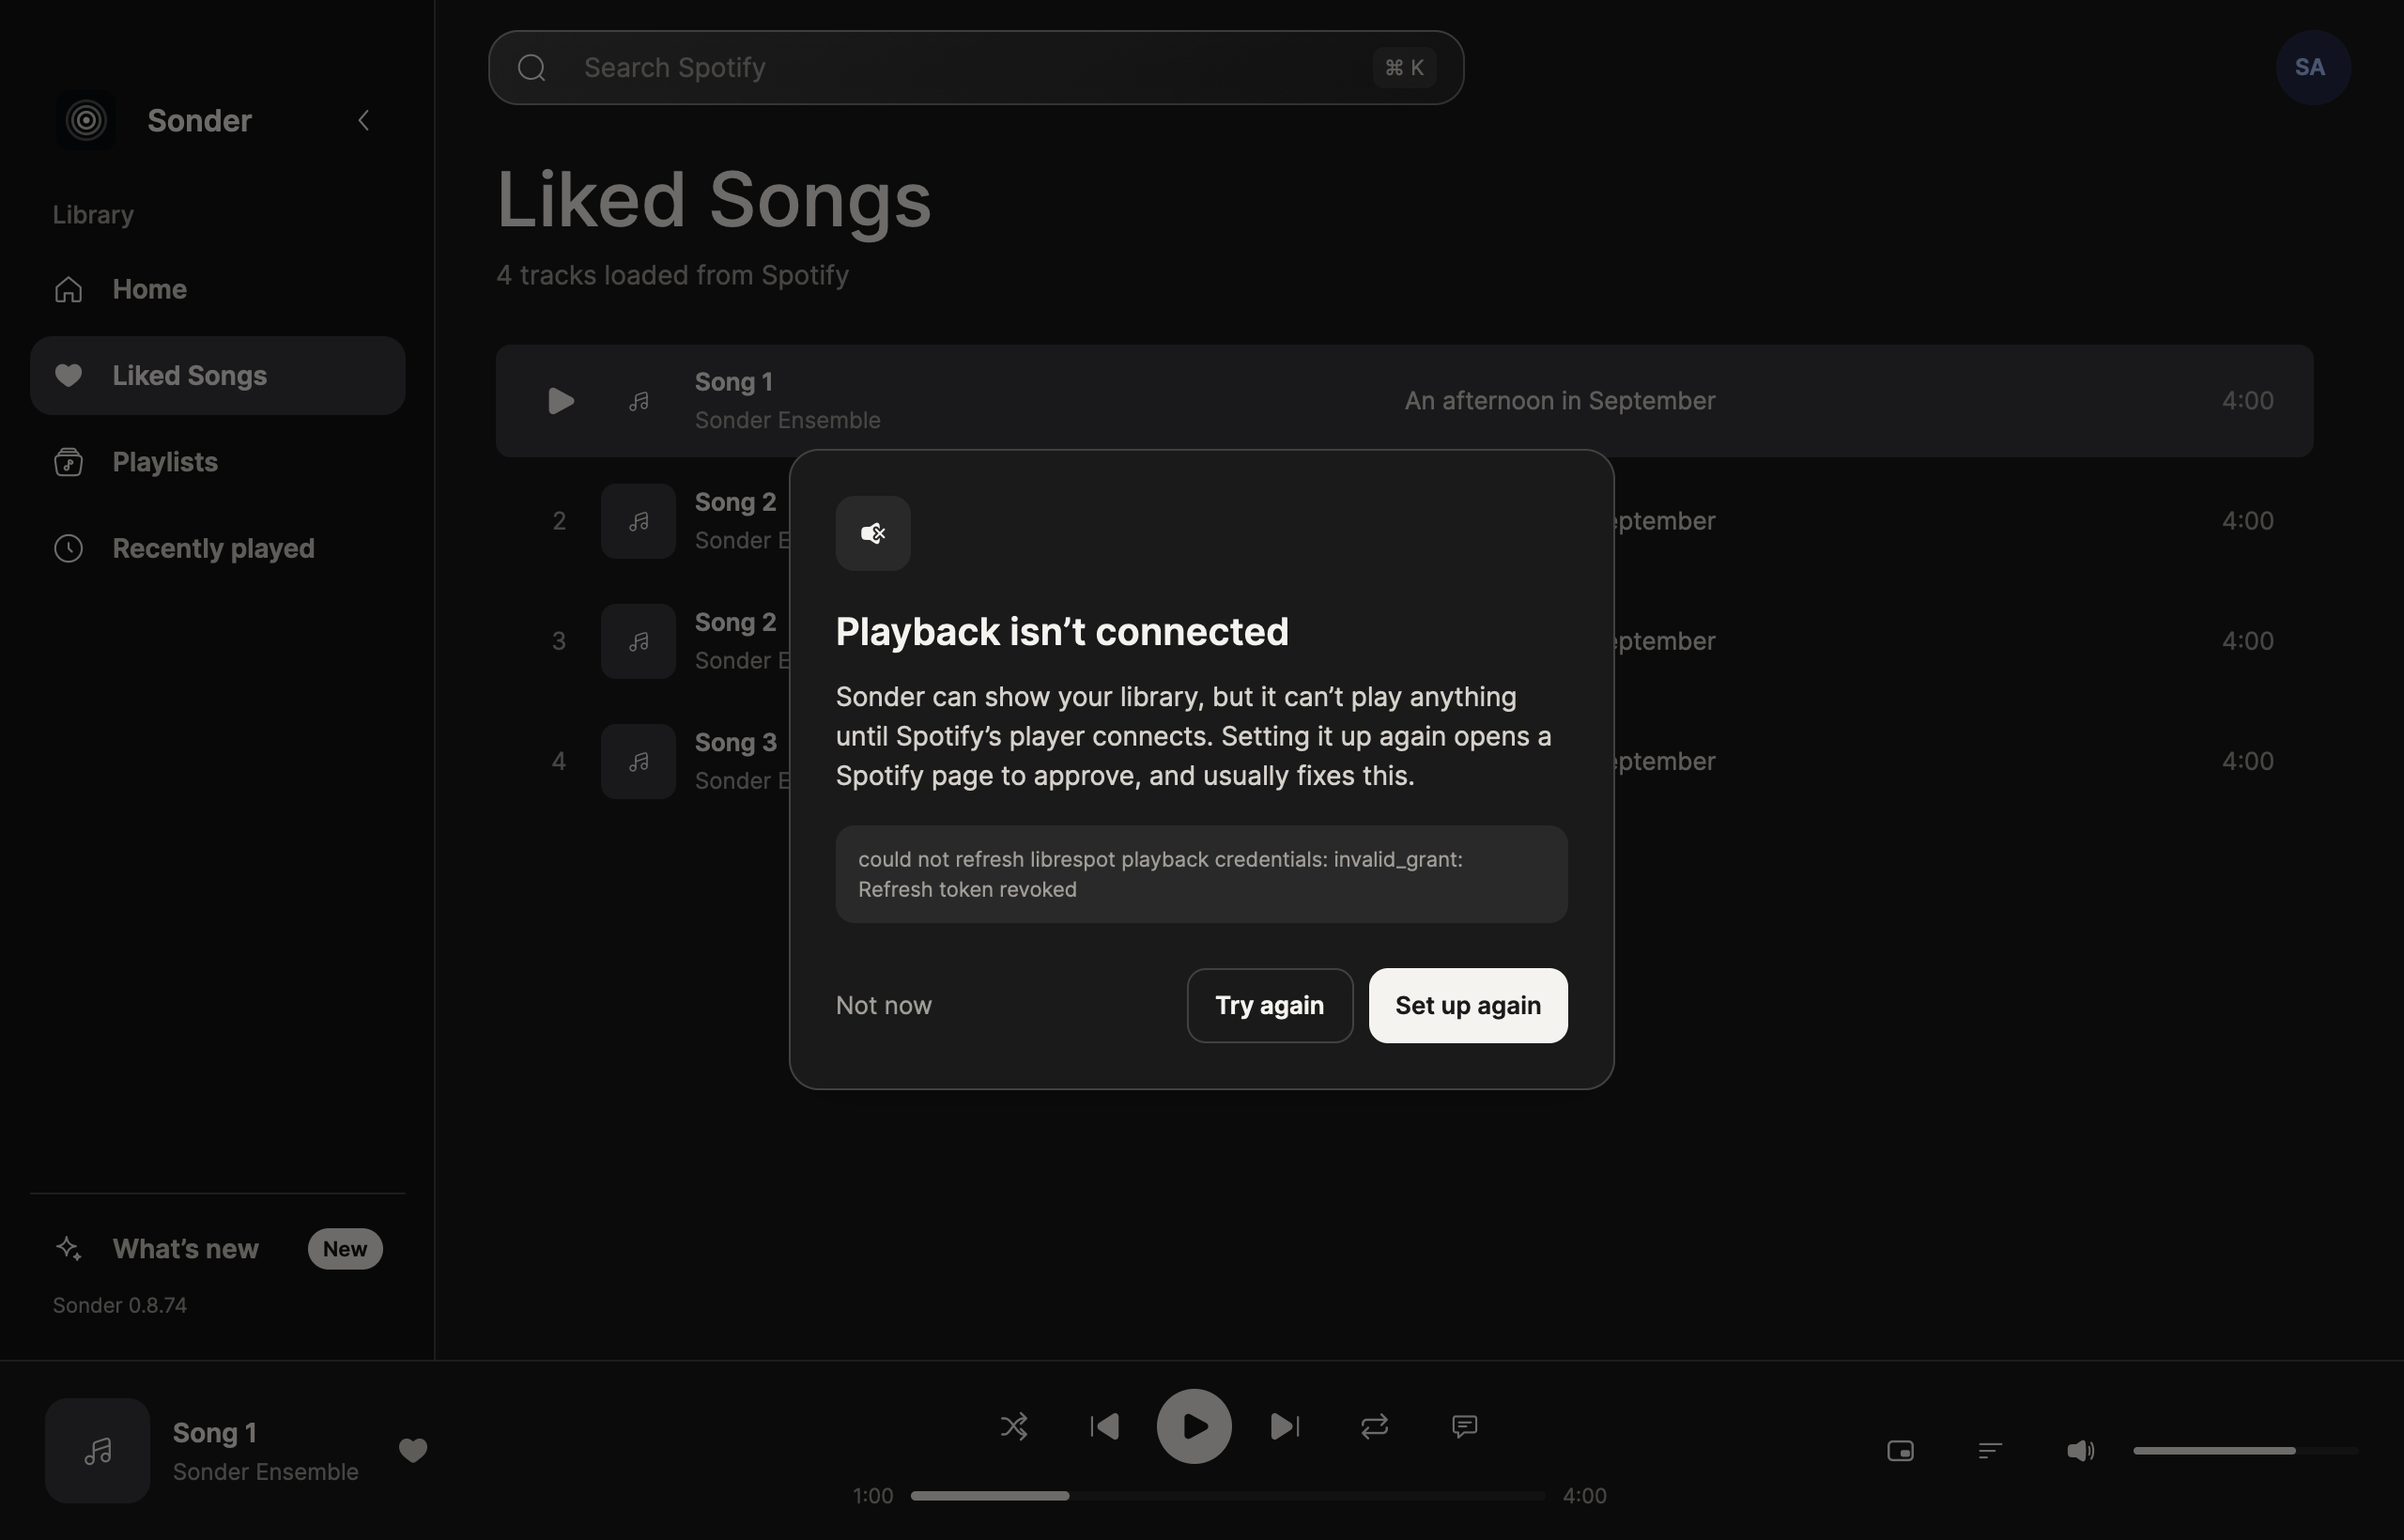 Search Spotify
⌘ K
SA
Sonder
Library
Home
Liked Songs
Playlists
Recently played
What’s new
New
Sonder 0.8.74
Liked Songs
4 tracks loaded from Spotify
Song 1
Sonder Ensemble
An afternoon in September
4:00
2
Song 2
Sonder E
eptember
4:00
3
Song 2
Sonder E
eptember
4:00
4
Song 3
Sonder E
eptember
4:00
Playback isn’t connected
Sonder can show your library, but it can’t play anything
until Spotify’s player connects. Setting it up again opens a
Spotify page to approve, and usually fixes this.
could not refresh librespot playback credentials: invalid_grant:
Refresh token revoked
Not now
Try again
Set up again
Song 1
Sonder Ensemble
1:00
4:00